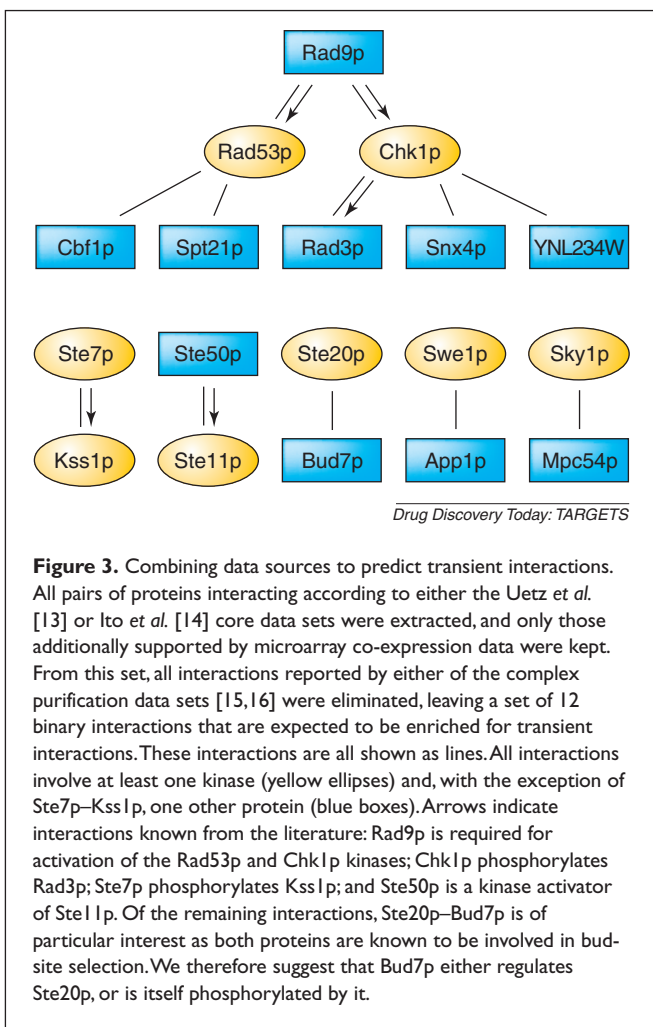 Rad9p
Rad53p Chk1p
Cbf1p Spt21p Rad3p Snx4p YNL234W
Ste7p Ste50p Ste20p Swe1p Sky1p
Kss1p Ste11p Bud7p App1p Mpc54p
Drug Discovery Today: TARGETS
Figure 3. Combining data sources to predict transient interactions.
All pairs of proteins interacting according to either the Uetz et al.
[13] or Ito et al. [14] core data sets were extracted, and only those
additionally supported by microarray co-expression data were kept.
From this set, all interactions reported by either of the complex
purification data sets [15,16] were eliminated, leaving a set of 12
binary interactions that are expected to be enriched for transient
interactions. These interactions are all shown as lines. All interactions
involve at least one kinase (yellow ellipses) and, with the exception of
Ste7p–Kss1p, one other protein (blue boxes). Arrows indicate
interactions known from the literature: Rad9p is required for
activation of the Rad53p and Chk1p kinases; Chk1p phosphorylates
Rad3p; Ste7p phosphorylates Kss1p; and Ste50p is a kinase activator
of Ste11p. Of the remaining interactions, Ste20p–Bud7p is of
particular interest as both proteins are known to be involved in bud-
site selection. We therefore suggest that Bud7p either regulates
Ste20p, or is itself phosphorylated by it.